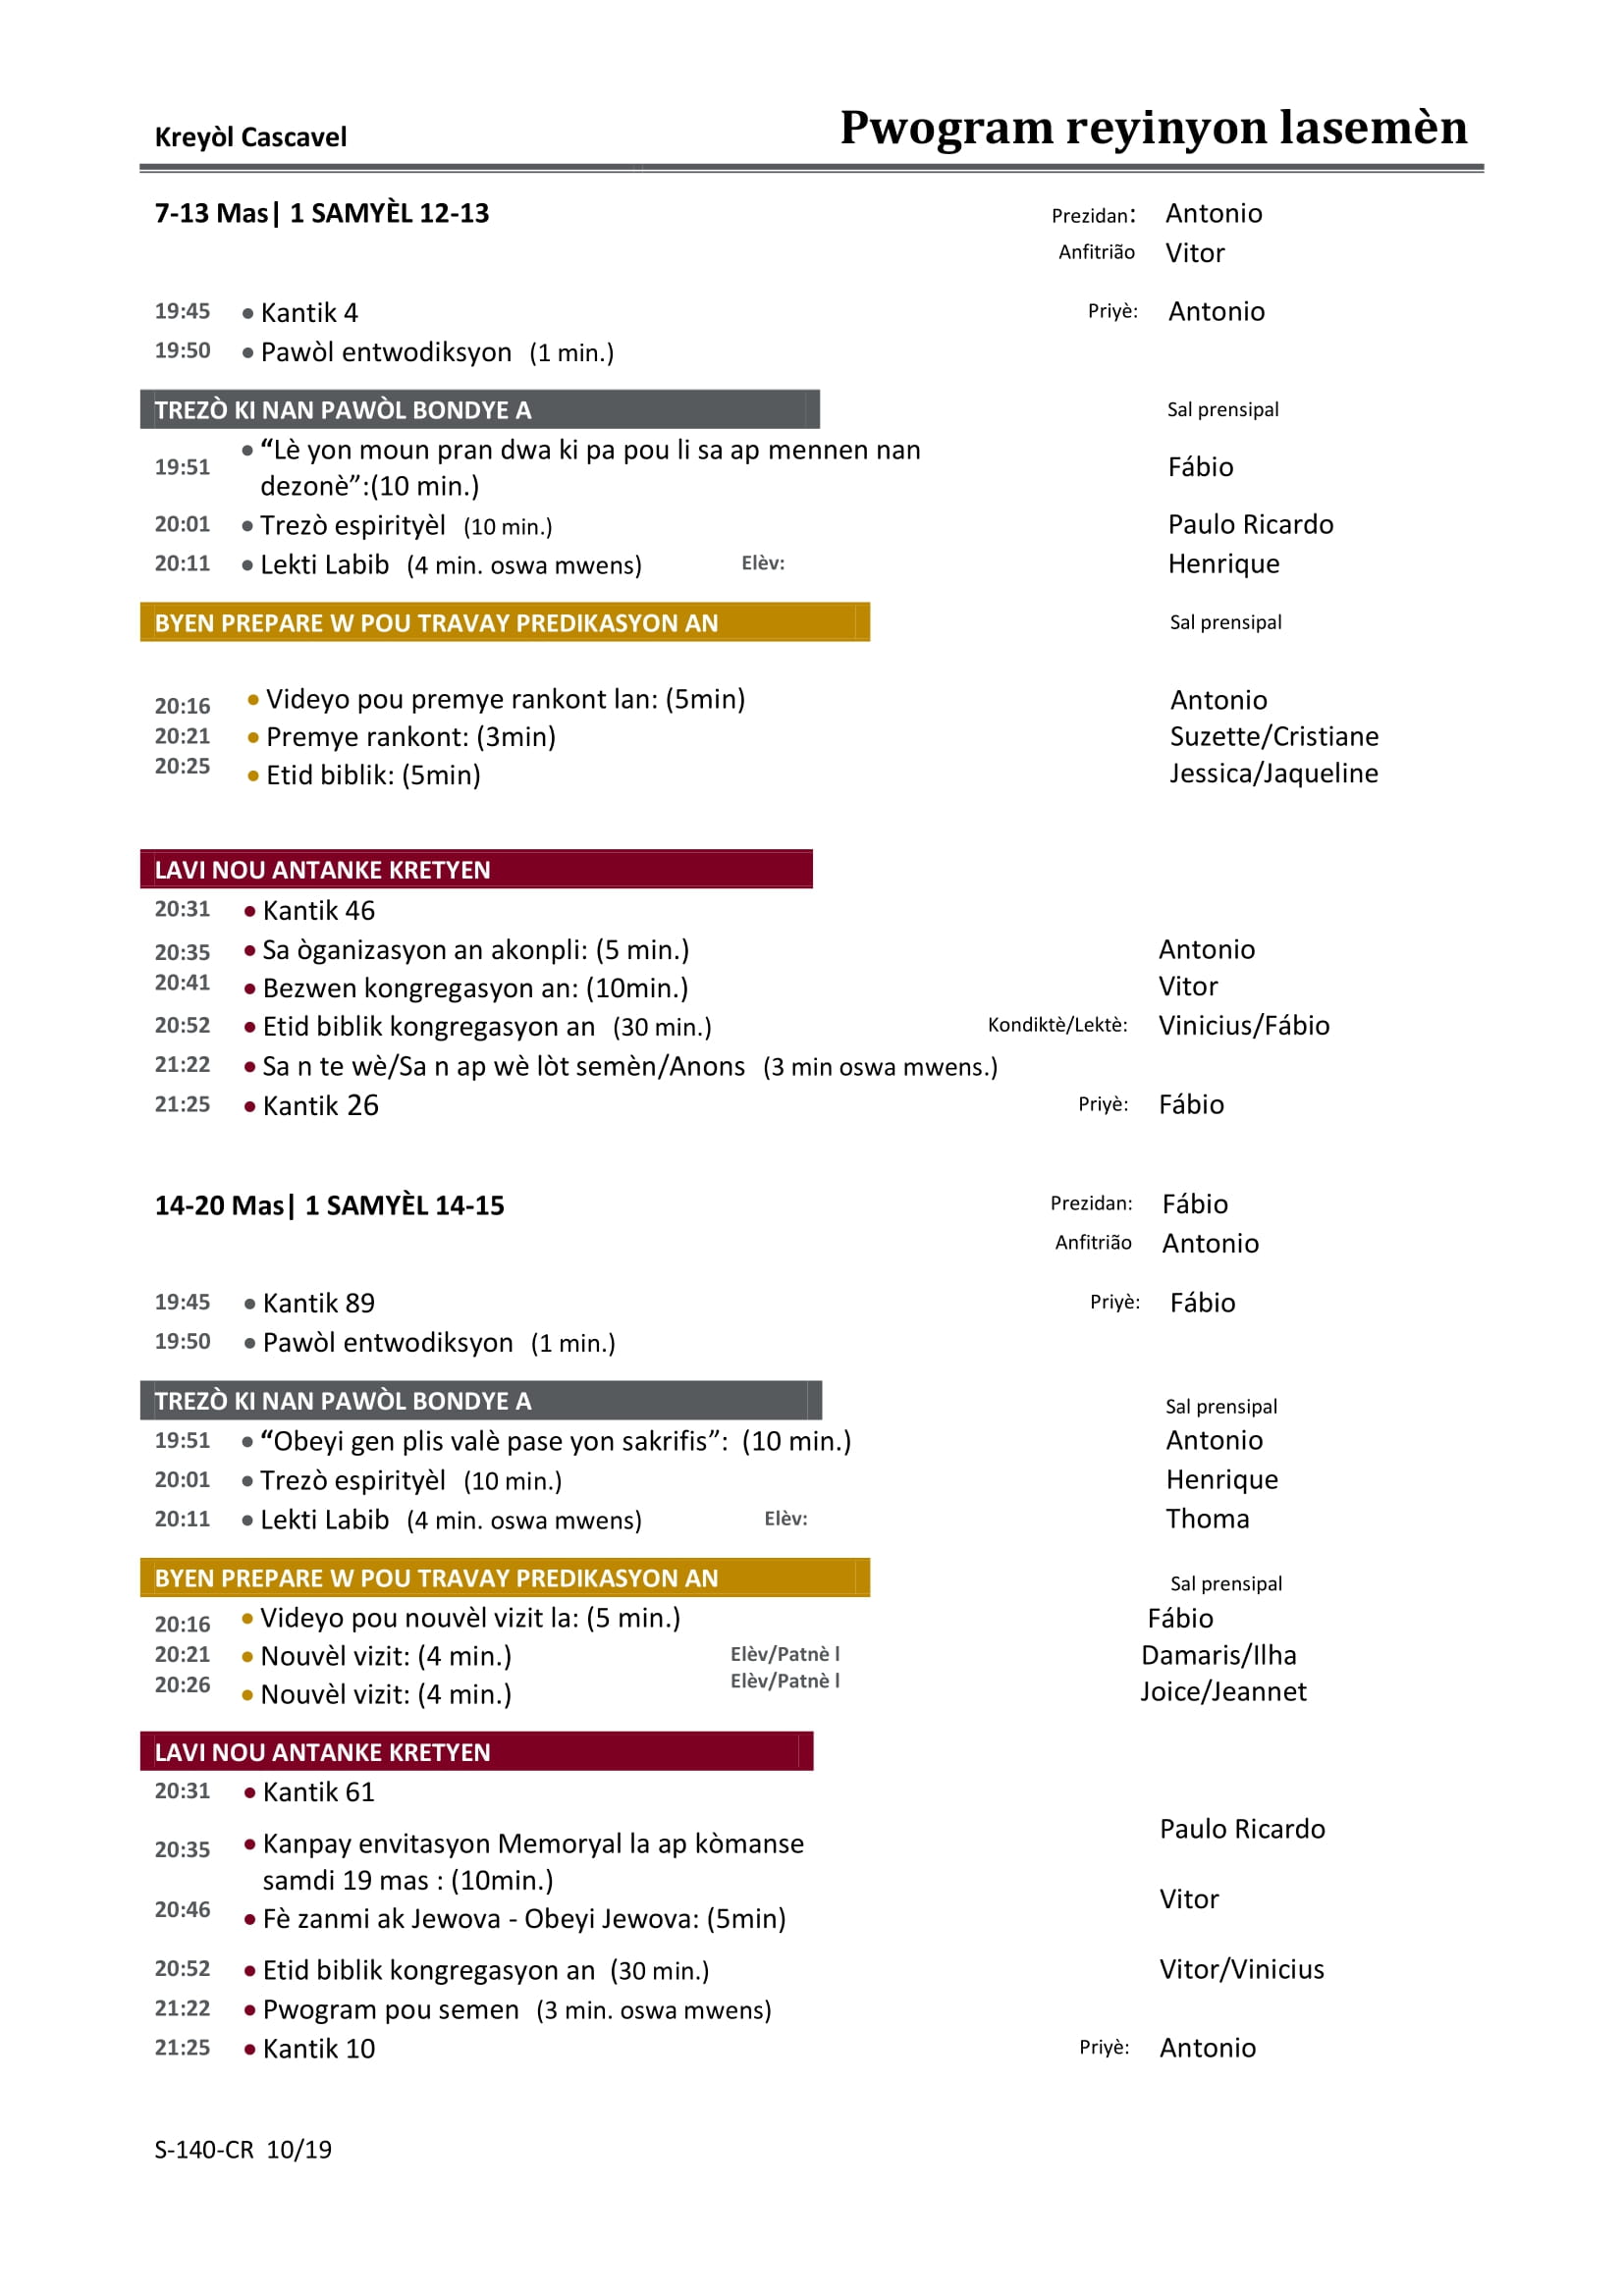 Kreyòl Cascavel Pwogram reyinyon lasemèn
7-13 Mas| 1 SAMYÈL 12-13 Prezidan: Antonio
Anfitrião Vitor
19:45 • Kantik 4 Priyè: Antonio
19:50 • Pawòl entwodiksyon (1 min.)
TREZÒ KI NAN PAWÒL BONDYE A Sal prensipal
19:51 • “Lè yon moun pran dwa ki pa pou li sa ap mennen nan
dezonè”:(10 min.) Fábio
20:01 • Trezò espirityèl (10 min.) Paulo Ricardo
20:11 • Lekti Labib (4 min. oswa mwens) Elèv: Henrique
BYEN PREPARE W POU TRAVAY PREDIKASYON AN Sal prensipal
20:16 • Videyo pou premye rankont lan: (5min) Antonio
20:21 • Premye rankont: (3min) Suzette/Cristiane
20:25 • Etid biblik: (5min) Jessica/Jaqueline
LAVI NOU ANTANKE KRETYEN
20:31 • Kantik 46
20:35 • Sa òganizasyon an akonpli: (5 min.) Antonio
20:41 • Bezwen kongregasyon an: (10min.) Vitor
20:52 • Etid biblik kongregasyon an (30 min.) Kondiktè/Lektè: Vinicius/Fábio
21:22 • Sa n te wè/Sa n ap wè lòt semèn/Anons (3 min oswa mwens.)
21:25 • Kantik 26 Priyè: Fábio
14-20 Mas| 1 SAMYÈL 14-15 Prezidan: Fábio
Anfitrião Antonio
19:45 • Kantik 89 Priyè: Fábio
19:50 • Pawòl entwodiksyon (1 min.)
TREZÒ KI NAN PAWÒL BONDYE A Sal prensipal
19:51 • “Obeyi gen plis valè pase yon sakrifis”: (10 min.) Antonio
20:01 • Trezò espirityèl (10 min.) Henrique
20:11 • Lekti Labib (4 min. oswa mwens) Elèv: Thoma
BYEN PREPARE W POU TRAVAY PREDIKASYON AN Sal prensipal
20:16 • Videyo pou nouvèl vizit la: (5 min.) Fábio
20:21 • Nouvèl vizit: (4 min.) Elèv/Patnè l Damaris/Ilha
20:26 • Nouvèl vizit: (4 min.) Elèv/Patnè l Joice/Jeannet
LAVI NOU ANTANKE KRETYEN
20:31 • Kantik 61
20:35 • Kanpay envitasyon Memoryal la ap kòmanse Paulo Ricardo
samdi 19 mas : (10min.)
20:46 • Fè zanmi ak Jewova - Obeyi Jewova: (5min) Vitor
20:52 • Etid biblik kongregasyon an (30 min.) Vitor/Vinicius
21:22 • Pwogram pou semen (3 min. oswa mwens)
21:25 • Kantik 10 Priyè: Antonio
S-140-CR 10/19